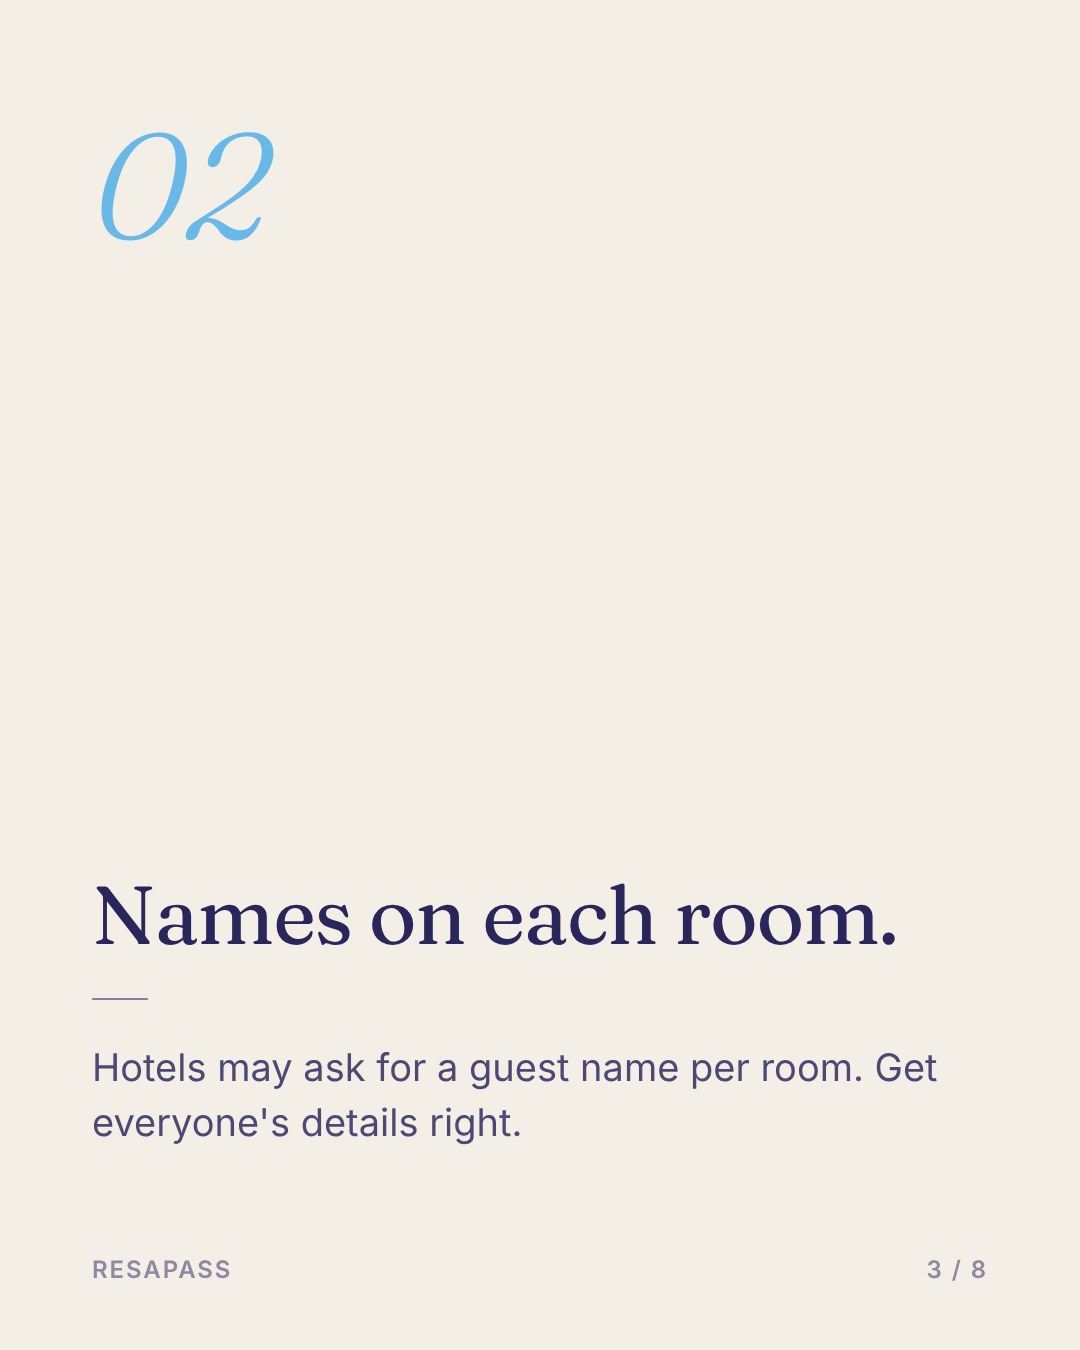 02
Names on each room.
Hotels may ask for a guest name per room. Get
everyone's details right.
RESAPASS
3 / 8